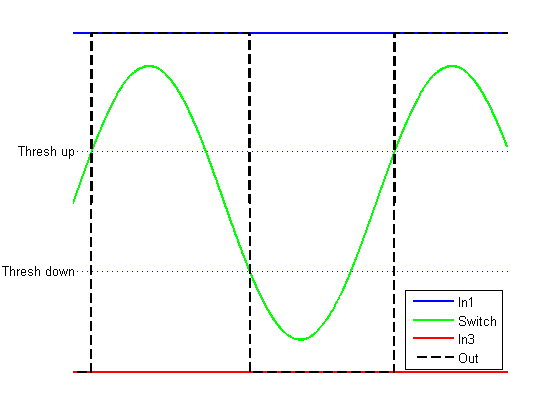 Thresh up
Thresh down
In1
Switch
In3
Out